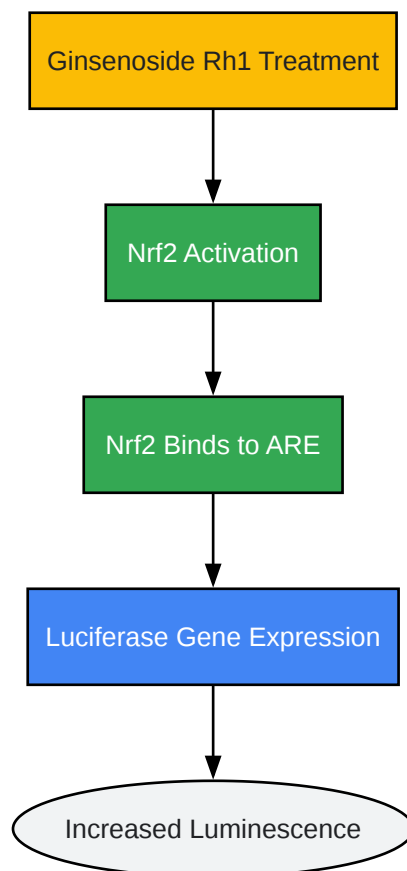 Ginsenoside Rh1 Treatment
Nrf2 Activation
Nrf2 Binds to ARE
Luciferase Gene Expression
Increased Luminescence